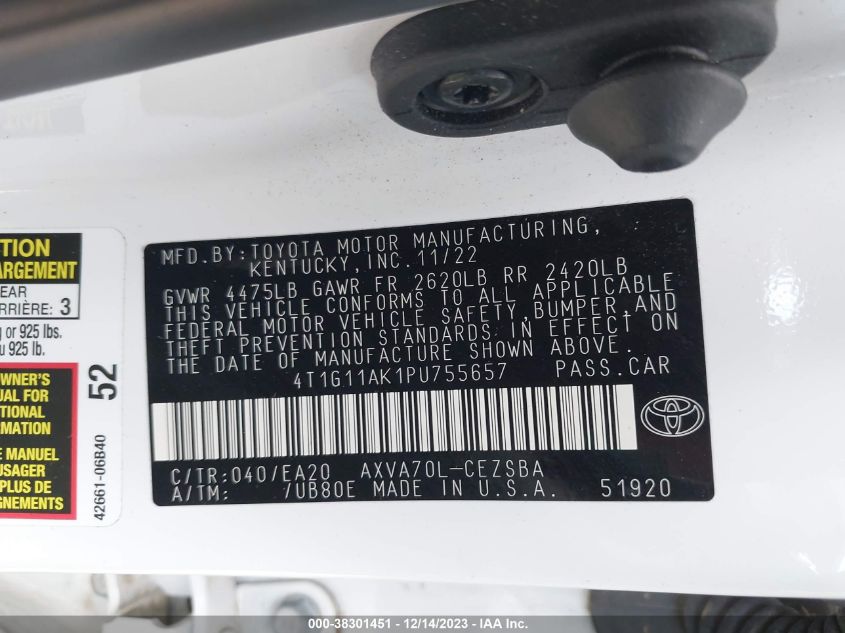 MFD.BY:TOYOTA MOTOR MANUFACTURING,
KENTUCKY, INC. 11/22
GVWR 4475LB GAWR FR 2620LB RR 2420LB
THIS VEHICLE CONFORMS TO ALL APPLICABLE
FEDERAL MOTOR VEHICLE SAFETY,BUMPER,AND
THEFT PREVENTION STANDARDS IN EFFECT ON
THE DATE OF MANUFACTURE SHOWN ABOVE.
4T1G11AK1PU755657 PASS.CAR
C/TR:040/EA20 AXVA70L-CEZSBA
A/TM: /UB80E MADE IN U.S.A. 51920
TION
ARGEMENT
EAR
ARRIÈRE: 3
g or 925 lbs.
u 925 lb.
OWNER'S
UAL FOR
TIONAL
RMATION
E MANUEL
USAGER
PLUS DE
GNEMENTS
52
42661-06B40
000-38301451 - 12/14/2023 - IAA Inc.